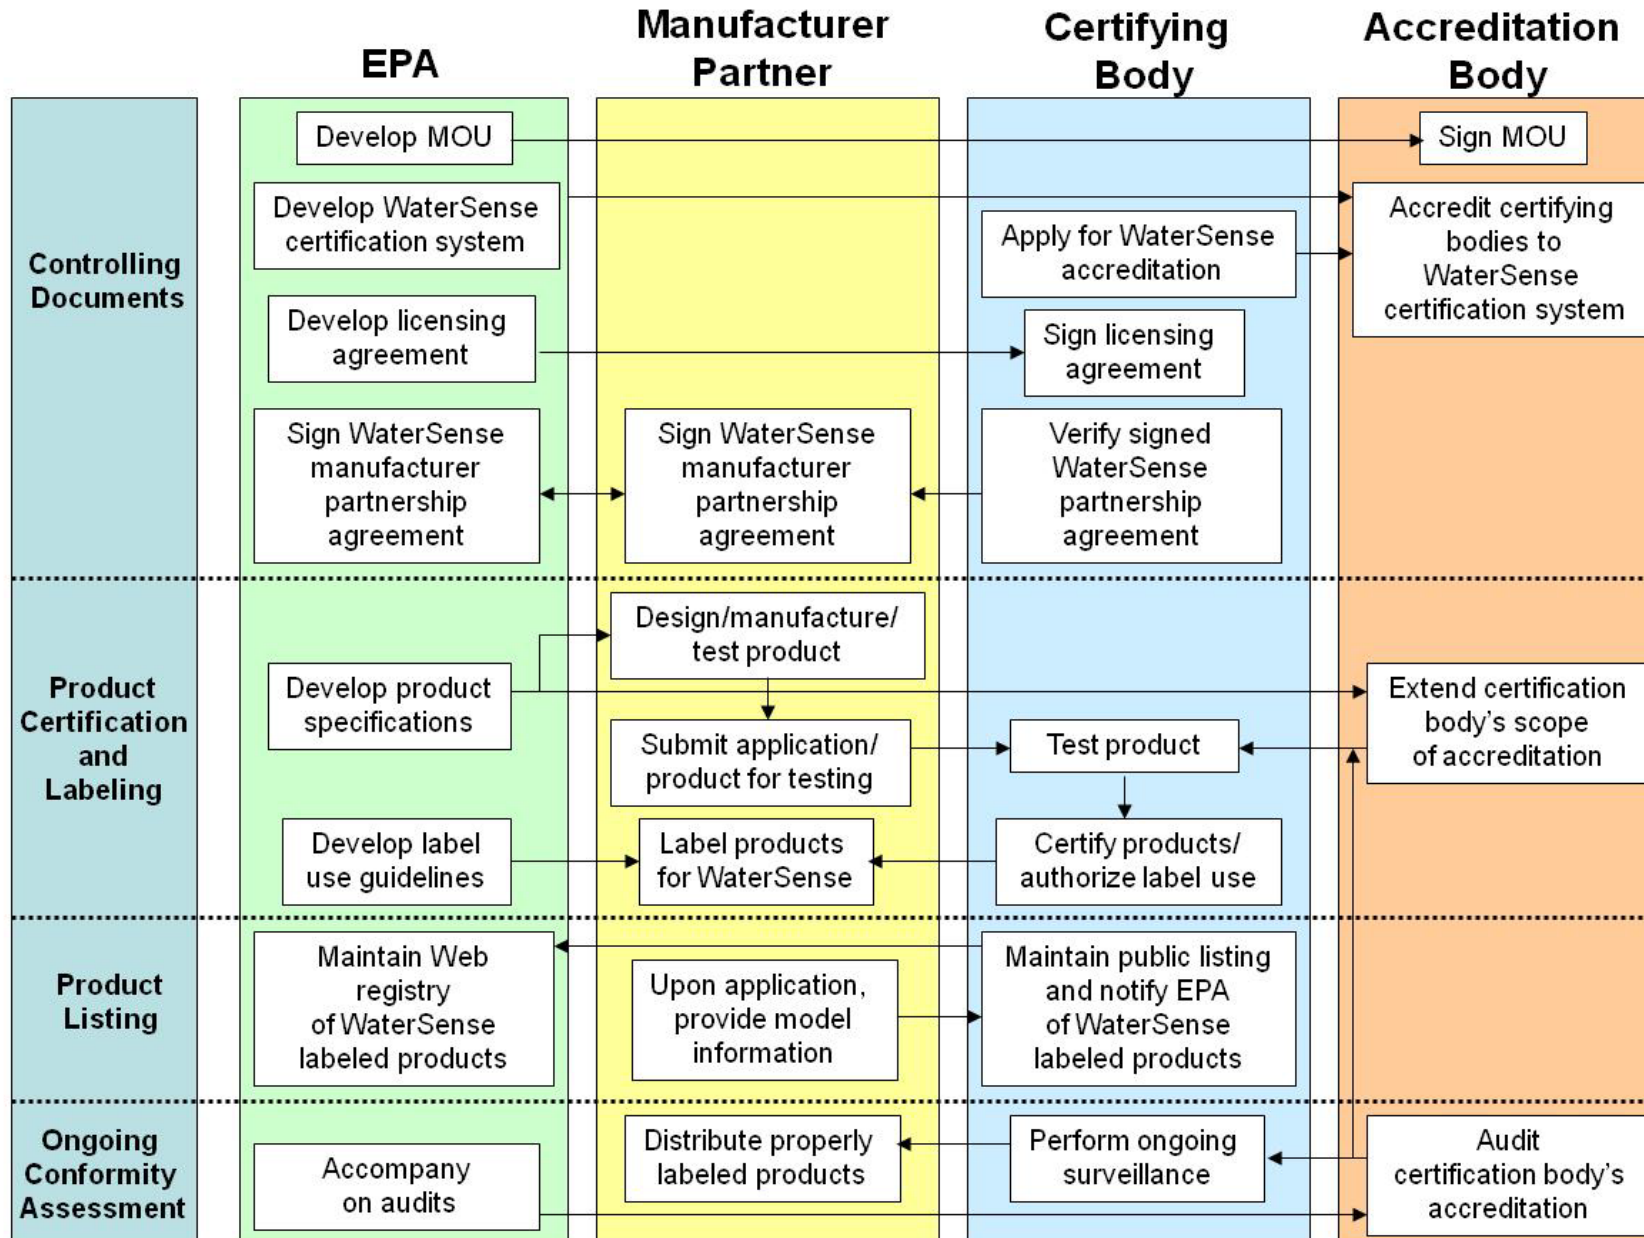 EPA
Manufacturer
Partner
Certifying
Body
Accreditation
Body
Controlling
Documents
Develop MOU
Sign MOU
Develop WaterSense
certification system
Apply for WaterSense
accreditation
Accredit certifying
bodies to
WaterSense
certification system
Develop licensing
agreement
Sign licensing
agreement
Sign WaterSense
manufacturer
partnership
agreement
Sign WaterSense
manufacturer
partnership
agreement
Verify signed
WaterSense
partnership
agreement
Product
Certification
and
Labeling
Design/manufacture/
test product
Develop product
specifications
Extend certification
body's scope
of accreditation
Submit application/
product for testing
Test product
Develop label
use guidelines
Label products
for WaterSense
Certify products/
authorize label use
Product
Listing
Maintain Web
registry
of WaterSense
labeled products
Upon application,
provide model
information
Maintain public listing
and notify EPA
of WaterSense
labeled products
Ongoing
Conformity
Assessment
Accompany
on audits
Distribute properly
labeled products
Perform ongoing
surveillance
Audit
certification body's
accreditation